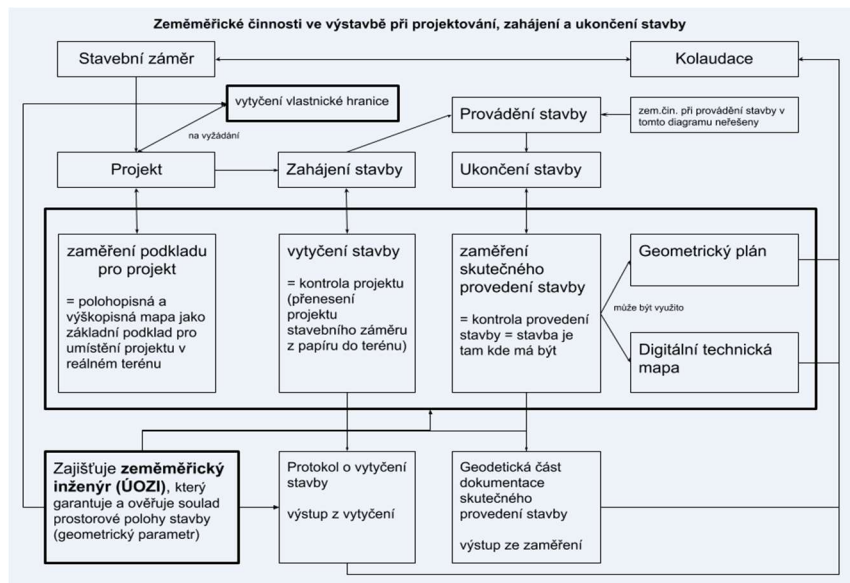 Zeměměřické činnosti ve výstavbě při projektování, zahájení a ukončení stavby
Stavební záměr
Kolaudace
vytyčení vlastnické hranice
Provádění stavby
zem.čin. při provádění stavby v
tomto diagramu neřešeny
na vyžádání
Projekt
Zahájení stavby
Ukončení stavby
zaměření podkladu
pro projekt
= polohopisná a
výškopisná mapa jako
základní podklad pro
umístění projektu v
reálném terénu
vytyčení stavby
= kontrola projektu
(přenesení
projektu
stavebního záměru
z papíru do terénu)
zaměření
skutečného
provedení stavby
= kontrola provedení
stavby = stavba je
tam kde má být
Geometrický plán
může být využito
Digitální technická
mapa
Zajišťuje zeměměřický
inženýr (ÚOZI), který
garantuje a ověřuje soulad
prostorové polohy stavby
(geometrický parametr)
Protokol o vytyčení
stavby
výstup z vytyčení
Geodetická část
dokumentace
skutečného
provedení stavby
výstup ze zaměření